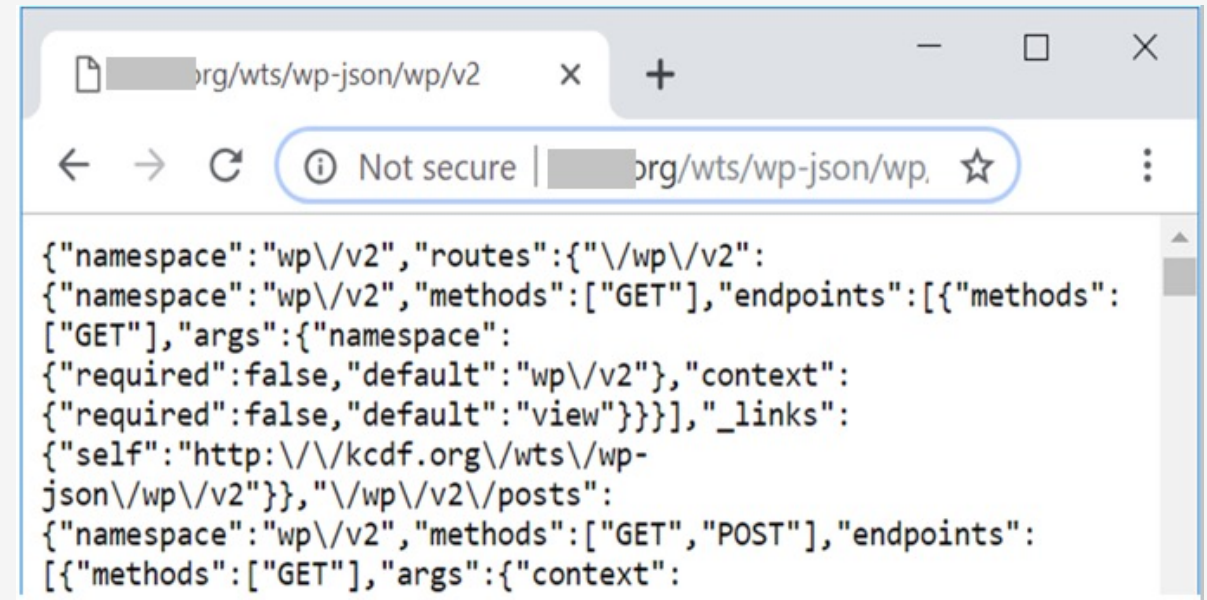 org/wts/wp-json/wp/v2
Not secure | org/wts/wp-json/wp,
{"namespace":"wp\/v2","routes":{"\/wp\/v2":
{"namespace":"wp\/v2","methods":["GET"],"endpoints":[{"methods":
["GET"],"args":{"namespace":
{"required":false,"default":"wp\/v2"},"context":
{"required":false,"default":"view"}}}],"_links":
{"self":"http:\/\/kcdf.org\/wts\/wp-
json\/wp\/v2"}},"\/wp\/v2\/posts":
{"namespace":"wp\/v2","methods":["GET","POST"],"endpoints":
[{"methods":["GET"],"args":{"context":